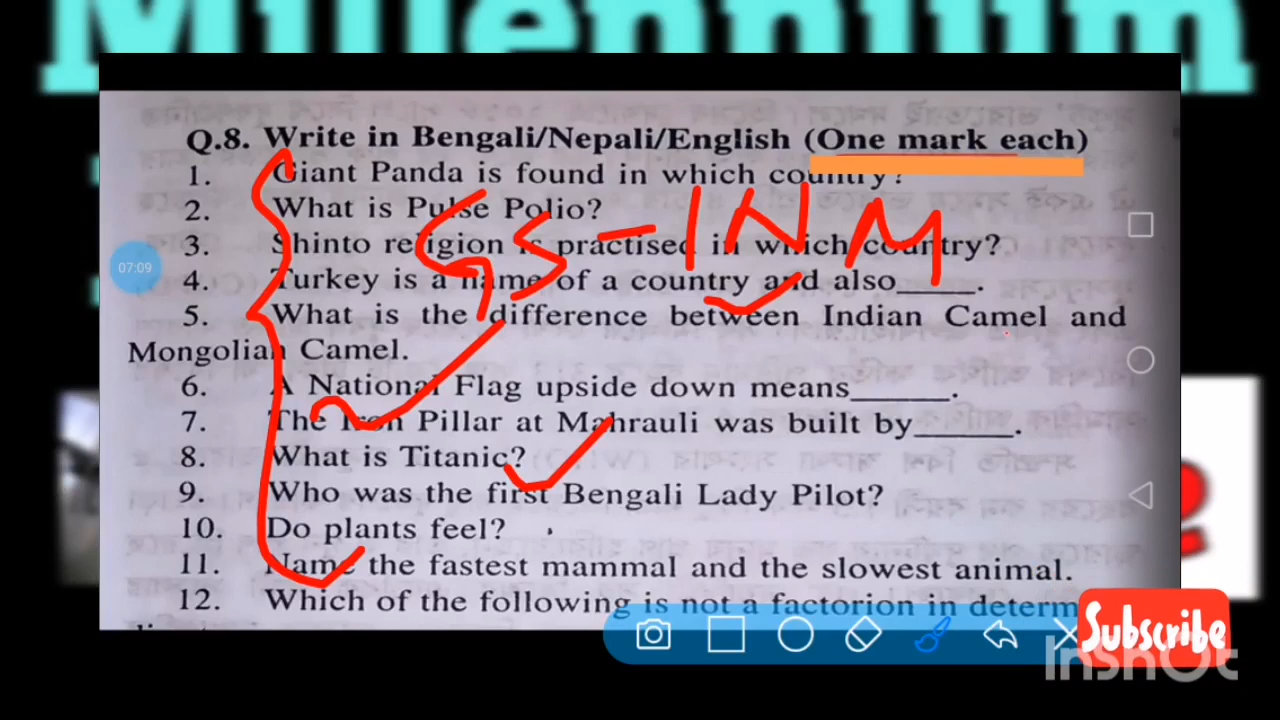 Millennium
Q.8. Write in Bengali/Nepali/English (One mark each)
1. Giant Panda is found in which country?
2. What is Pulse Polio?
3. Shinto religion is practised in which country?
GS-INM
07:09
4. Turkey is a name of a country and also_____.
5. What is the difference between Indian Camel and
Mongolian Camel.
6. A National Flag upside down means______.
7. The Iron Pillar at Mahrauli was built by______.
8. What is Titanic?
9. Who was the first Bengali Lady Pilot?
10. Do plants feel?
11. Name the fastest mammal and the slowest animal.
12. Which of the following is not a factorion in determ
Subscribe
InShOT